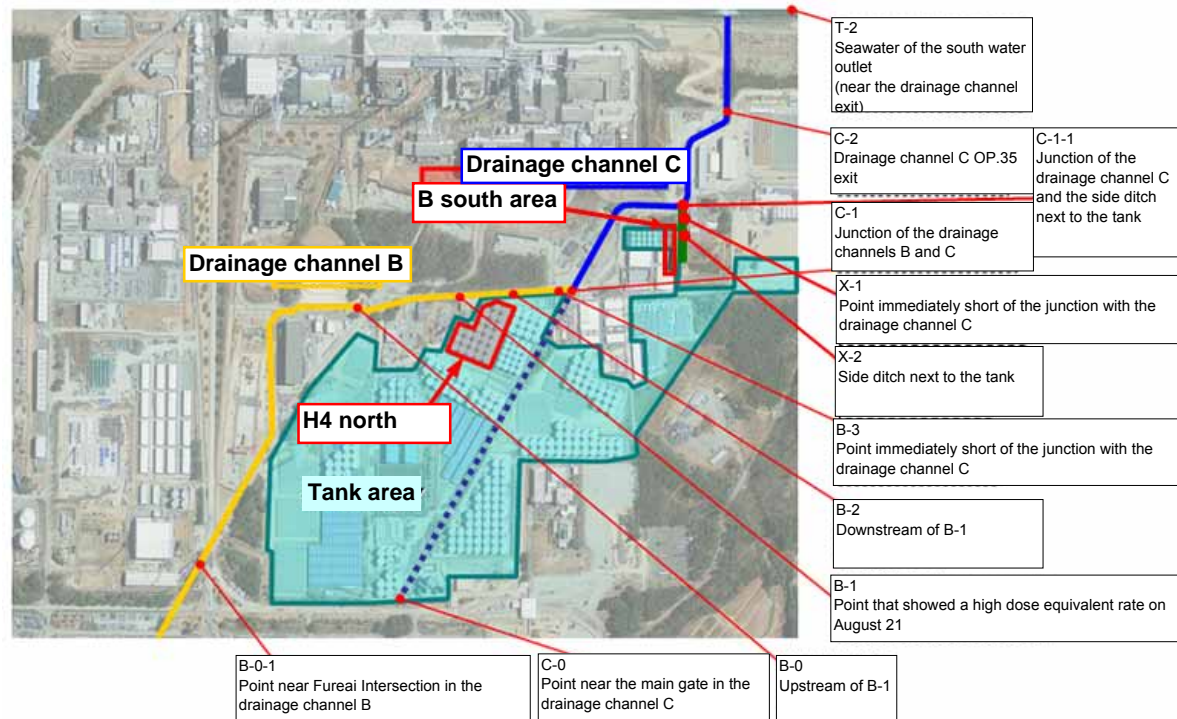 T-2
Seawater of the south water
outlet
(near the drainage channel
exit)
C-2
Drainage channel C OP.35
exit
C-1-1
Junction of the
drainage channel C
and the side ditch
next to the tank
Drainage channel C
B south area
C-1
Junction of the drainage
channels B and C
Drainage channel B
X-1
Point immediately short of the junction with the
drainage channel C
X-2
Side ditch next to the tank
H4 north
B-3
Point immediately short of the junction with the
drainage channel C
Tank area
B-2
Downstream of B-1
B-1
Point that showed a high dose equivalent rate on
August 21
B-0-1
Point near Fureai Intersection in the
drainage channel B
C-0
Point near the main gate in the
drainage channel C
B-0
Upstream of B-1